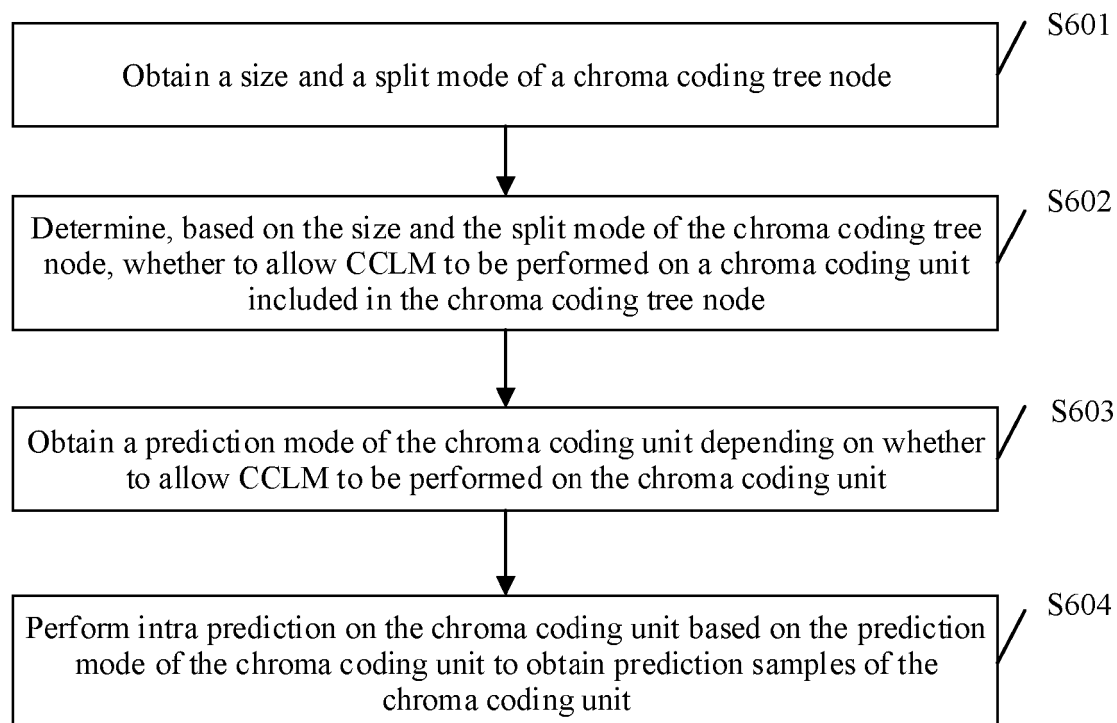 S601
Obtain a size and a split mode of a chroma coding tree node
S602
Determine, based on the size and the split mode of the chroma coding tree
node, whether to allow CCLM to be performed on a chroma coding unit
included in the chroma coding tree node
S603
Obtain a prediction mode of the chroma coding unit depending on whether
to allow CCLM to be performed on the chroma coding unit
S604
Perform intra prediction on the chroma coding unit based on the prediction
mode of the chroma coding unit to obtain prediction samples of the
chroma coding unit